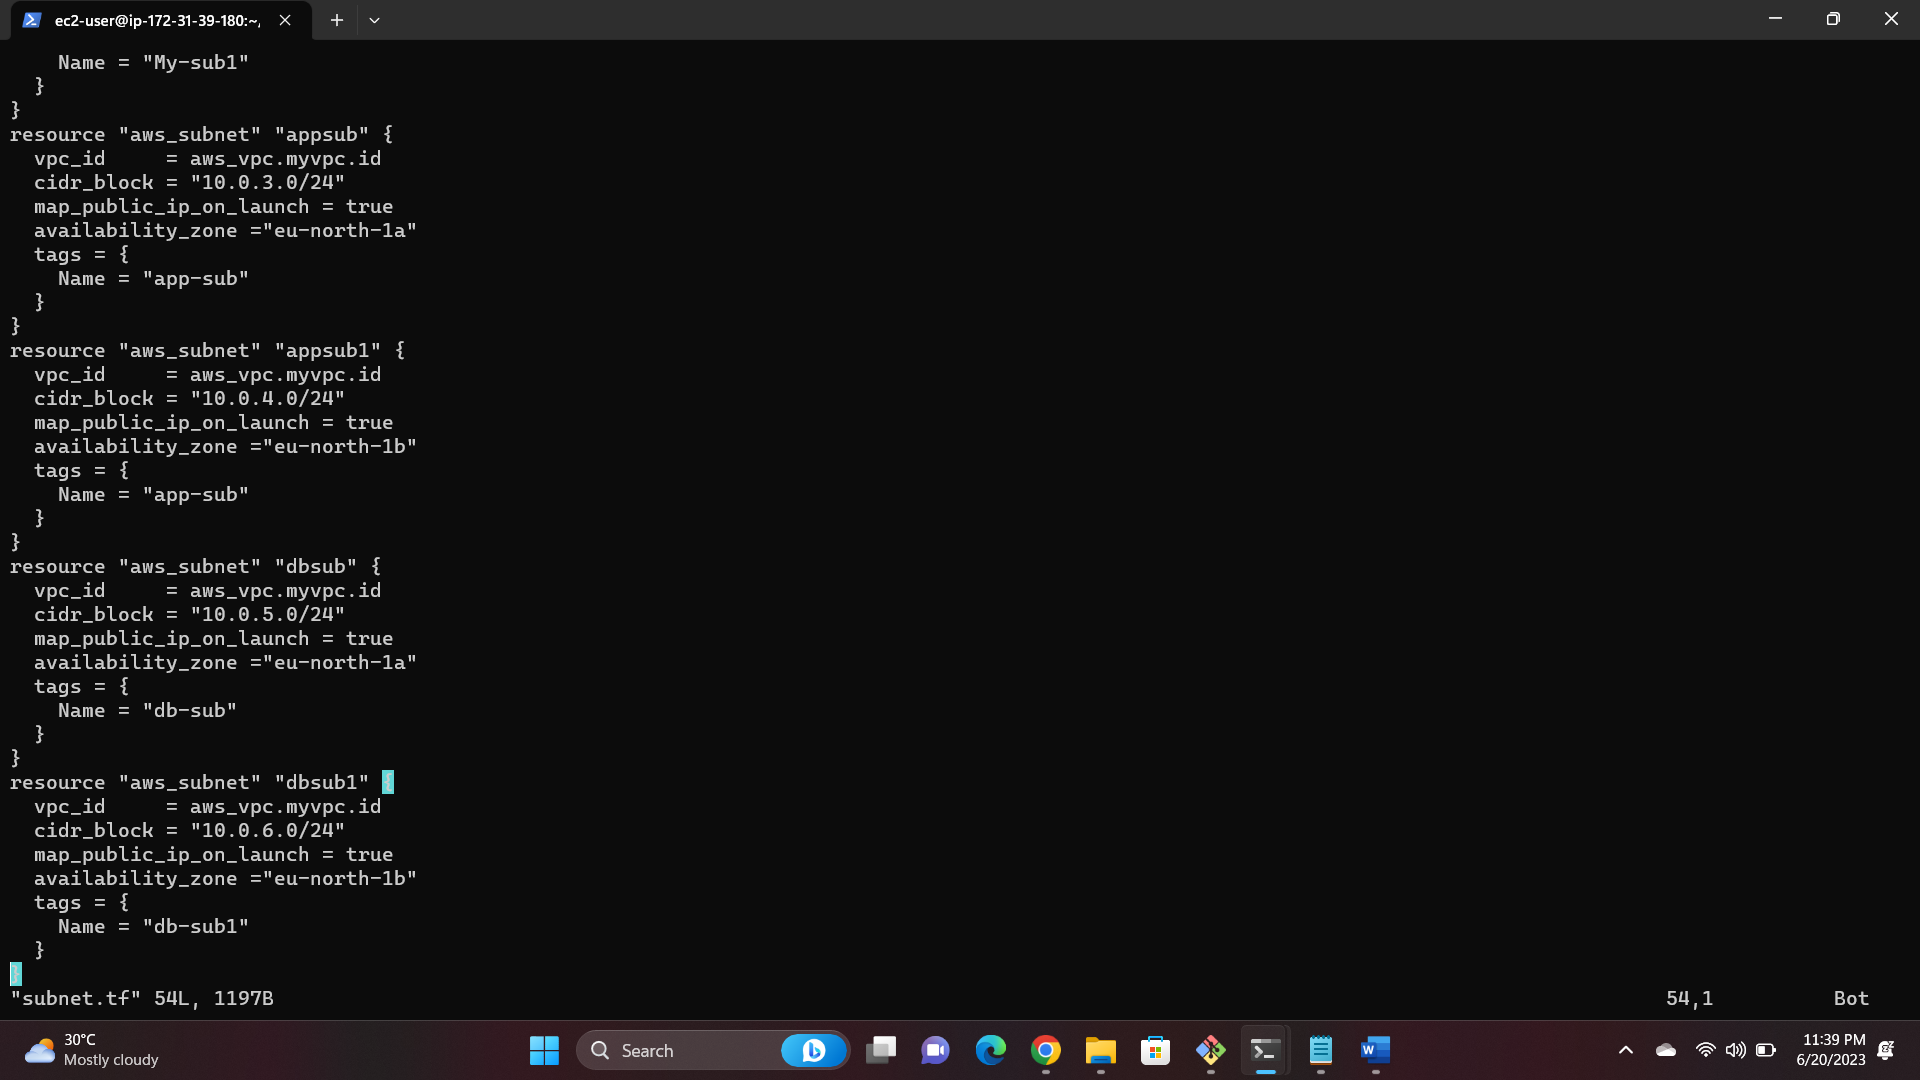 ec2-user@ip-172-31-39-180:~,
    Name = "My-sub1"
  }
}
resource "aws_subnet" "appsub" {
  vpc_id     = aws_vpc.myvpc.id
  cidr_block = "10.0.3.0/24"
  map_public_ip_on_launch = true
  availability_zone ="eu-north-1a"
  tags = {
    Name = "app-sub"
  }
}
resource "aws_subnet" "appsub1" {
  vpc_id     = aws_vpc.myvpc.id
  cidr_block = "10.0.4.0/24"
  map_public_ip_on_launch = true
  availability_zone ="eu-north-1b"
  tags = {
    Name = "app-sub"
  }
}
resource "aws_subnet" "dbsub" {
  vpc_id     = aws_vpc.myvpc.id
  cidr_block = "10.0.5.0/24"
  map_public_ip_on_launch = true
  availability_zone ="eu-north-1a"
  tags = {
    Name = "db-sub"
  }
}
resource "aws_subnet" "dbsub1" {
  vpc_id     = aws_vpc.myvpc.id
  cidr_block = "10.0.6.0/24"
  map_public_ip_on_launch = true
  availability_zone ="eu-north-1b"
  tags = {
    Name = "db-sub1"
  }
}
"subnet.tf" 54L, 1197B 54,1 Bot
30°C
Mostly cloudy
Search
11:39 PM
6/20/2023